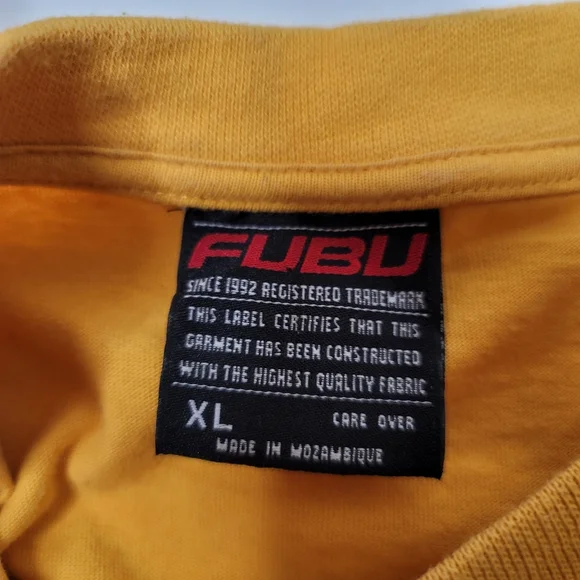 FUBU
SINCE 1992 REGISTERED TRADEMARK
THIS LABEL CERTIFIES THAT THIS
GARMENT HAS BEEN CONSTRUCTED
WITH THE HIGHEST QUALITY FABRIC
XL CARE OVER
MADE IN MOZAMBIQUE